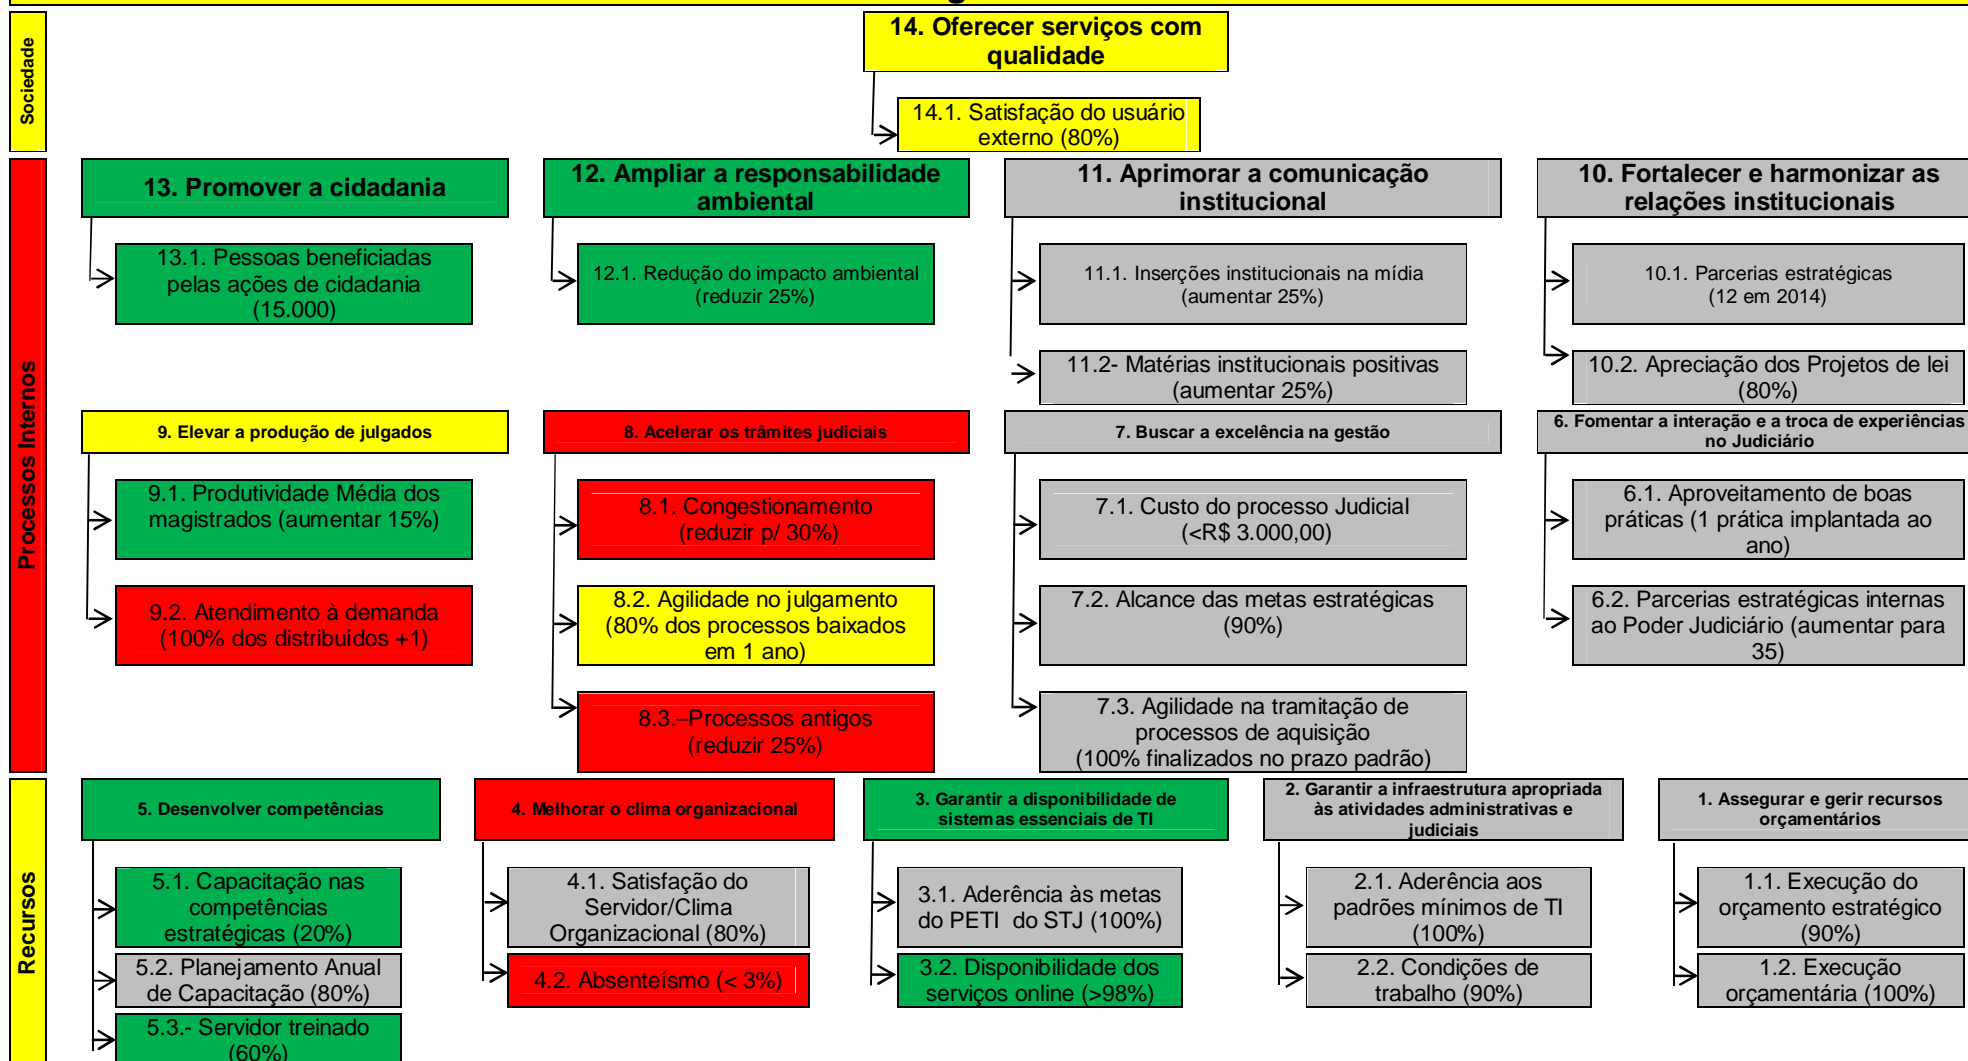 Sociedade
14. Oferecer serviços com
qualidade
14.1. Satisfação do usuário
externo (80%)
Processos Internos
13. Promover a cidadania
13.1. Pessoas beneficiadas
pelas ações de cidadania
(15.000)
12. Ampliar a responsabilidade
ambiental
12.1. Redução do impacto ambiental
(reduzir 25%)
11. Aprimorar a comunicação
institucional
11.1. Inserções institucionais na mídia
(aumentar 25%)
11.2- Matérias institucionais positivas
(aumentar 25%)
10. Fortalecer e harmonizar as
relações institucionais
10.1. Parcerias estratégicas
(12 em 2014)
10.2. Apreciação dos Projetos de lei
(80%)
9. Elevar a produção de julgados
9.1. Produtividade Média dos
magistrados (aumentar 15%)
9.2. Atendimento à demanda
(100% dos distribuídos +1)
8. Acelerar os trâmites judiciais
8.1. Congestionamento
(reduzir p/ 30%)
8.2. Agilidade no julgamento
(80% dos processos baixados
em 1 ano)
8.3.–Processos antigos
(reduzir 25%)
7. Buscar a excelência na gestão
7.1. Custo do processo Judicial
(<R$ 3.000,00)
7.2. Alcance das metas estratégicas
(90%)
7.3. Agilidade na tramitação de
processos de aquisição
(100% finalizados no prazo padrão)
6. Fomentar a interação e a troca de experiências
no Judiciário
6.1. Aproveitamento de boas
práticas (1 prática implantada ao
ano)
6.2. Parcerias estratégicas internas
ao Poder Judiciário (aumentar para
35)
Recursos
5. Desenvolver competências
5.1. Capacitação nas
competências
estratégicas (20%)
5.2. Planejamento Anual
de Capacitação (80%)
5.3.- Servidor treinado
(60%)
4. Melhorar o clima organizacional
4.1. Satisfação do
Servidor/Clima
Organizacional (80%)
4.2. Absenteísmo (< 3%)
3. Garantir a disponibilidade de
sistemas essenciais de TI
3.1. Aderência às metas
do PETI do STJ (100%)
3.2. Disponibilidade dos
serviços online (>98%)
2. Garantir a infraestrutura apropriada
às atividades administrativas e
judiciais
2.1. Aderência aos
padrões mínimos de TI
(100%)
2.2. Condições de
trabalho (90%)
1. Assegurar e gerir recursos
orçamentários
1.1. Execução do
orçamento estratégico
(90%)
1.2. Execução
orçamentária (100%)